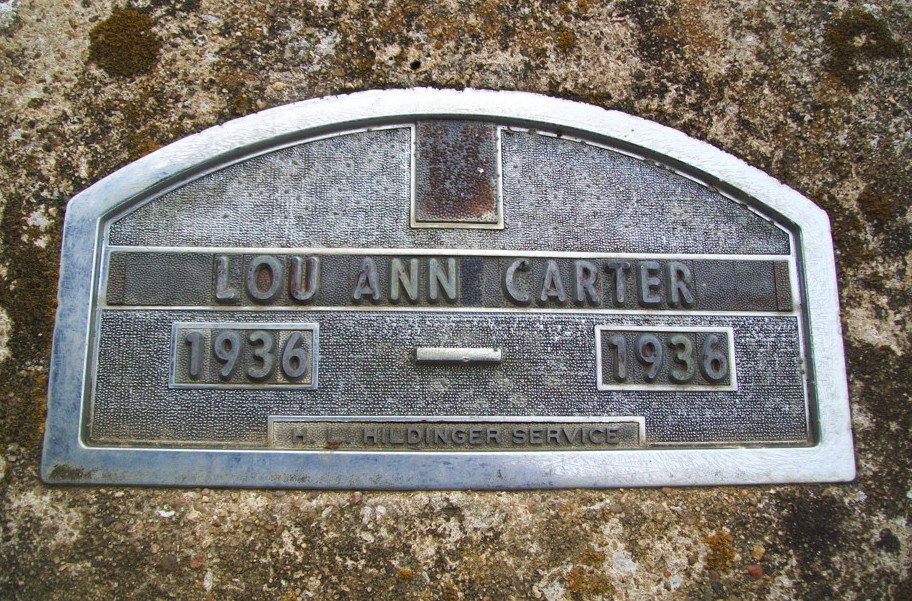 LOU ANN CARTER
1936 — 1936
H. L. HILDINGER SERVICE